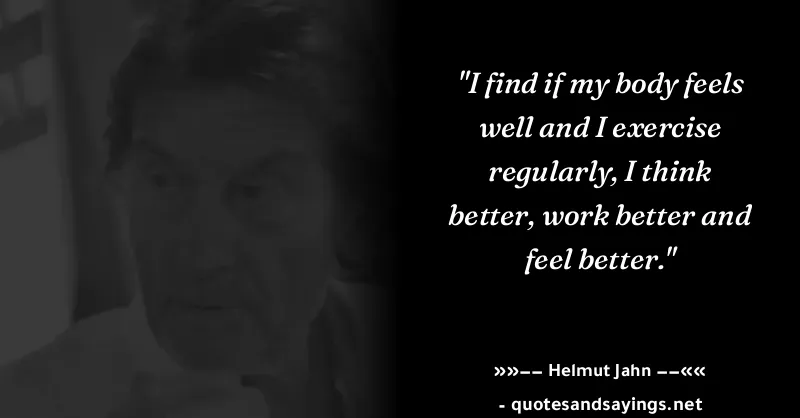 "I find if my body feels
well and I exercise
regularly, I think
better, work better and
feel better."
»»−− Helmut Jahn −−««
- quotesandsayings.net